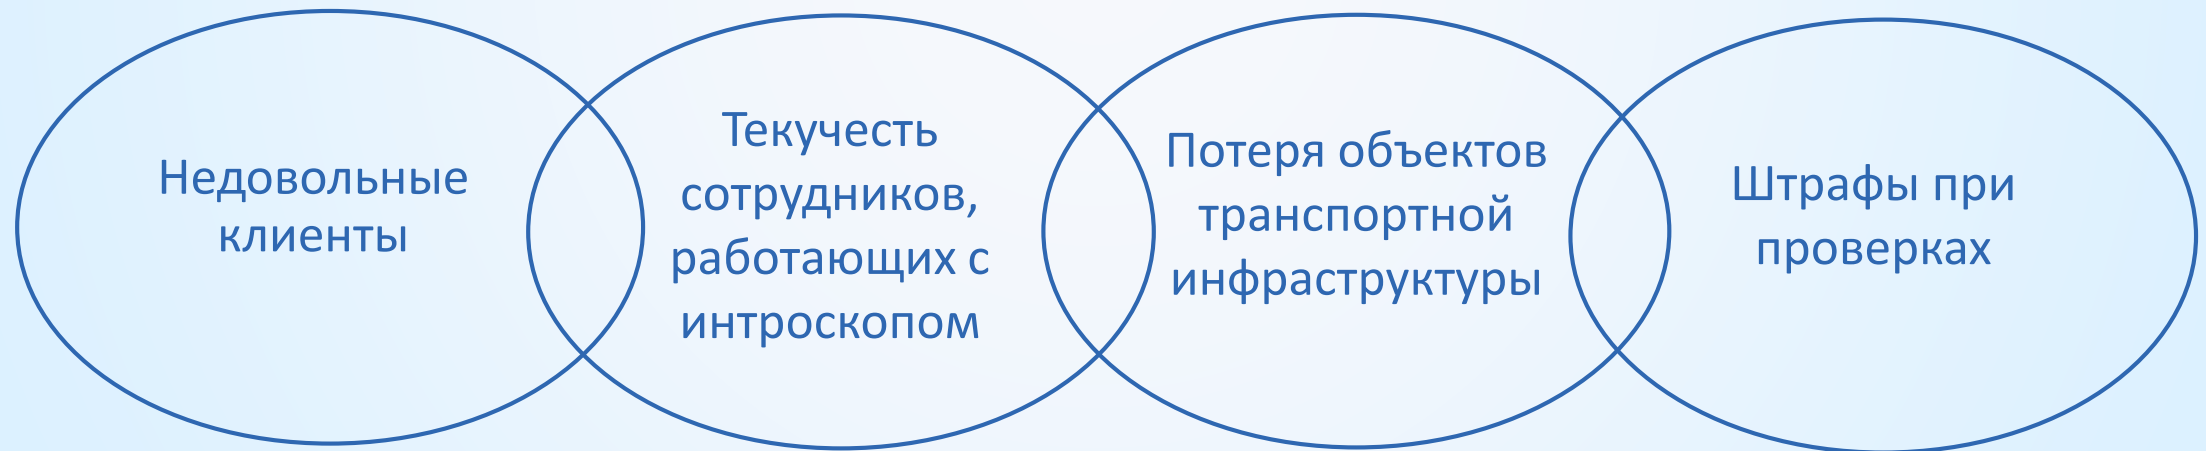 Недовольные
клиенты
Текучесть
сотрудников,
работающих с
интроскопом
Потеря объектов
транспортной
инфраструктуры
Штрафы при
проверках